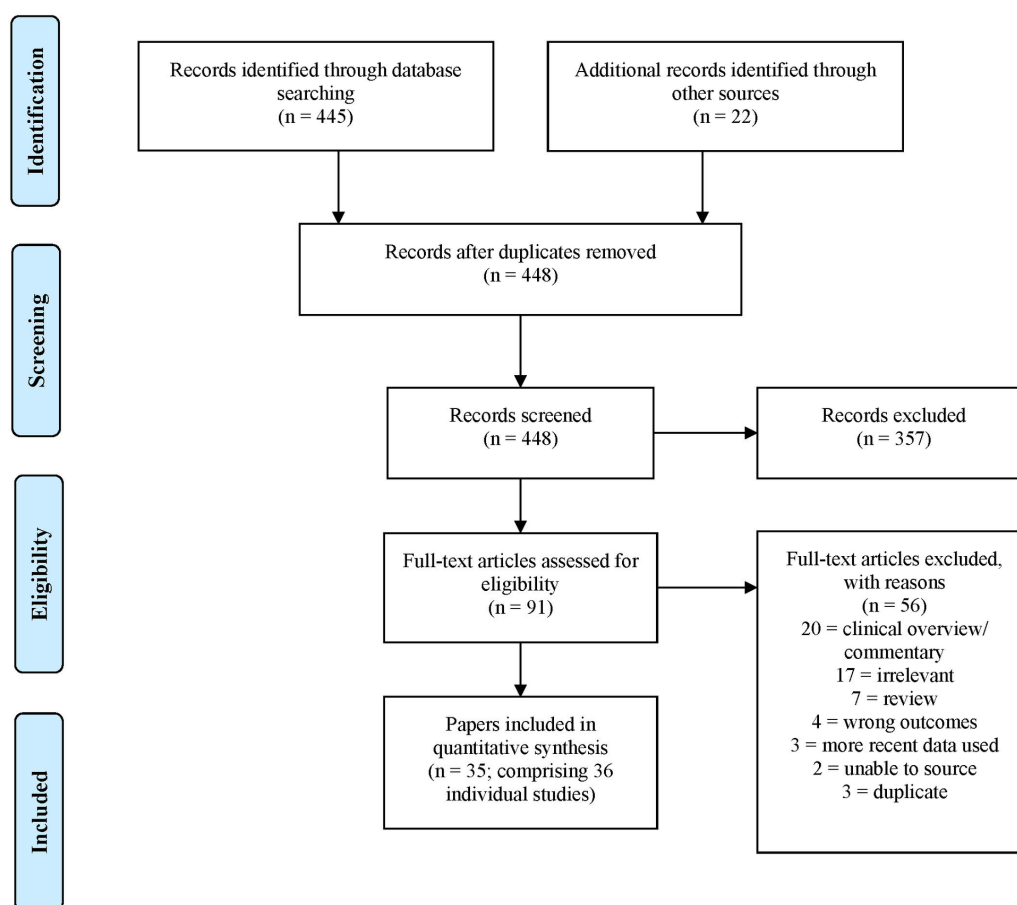 Identification
Records identified through database
searching
(n = 445)
Additional records identified through
other sources
(n = 22)
Screening
Records after duplicates removed
(n = 448)
Records screened
(n = 448)
Records excluded
(n = 357)
Eligibility
Full-text articles assessed for
eligibility
(n = 91)
Full-text articles excluded,
with reasons
(n = 56)
20 = clinical overview/
commentary
17 = irrelevant
7 = review
4 = wrong outcomes
3 = more recent data used
2 = unable to source
3 = duplicate
Included
Papers included in
quantitative synthesis
(n = 35; comprising 36
individual studies)